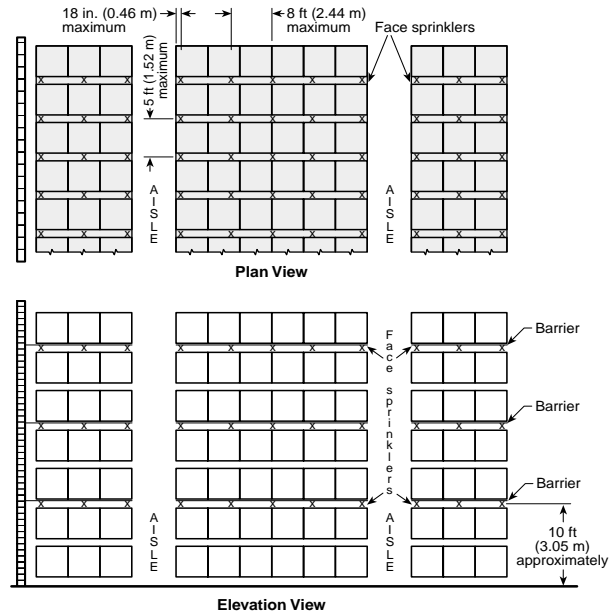 18 in. (0.46 m)
maximum
8 ft (2.44 m)
maximum
Face sprinklers
5 ft (1.52 m)
maximum
X X X X X X X X X X X
X X X X X X X X X X X
X X X X X X X X X X X
X X X X X X X X X X X
X X X X X X X X X X X
AISLE
AISLE
Plan View
Barrier
X X X X X X X X X X X
Face sprinklers
Barrier
X X X X X X X X X X X
Barrier
X X X X X X X X X X X
AISLE
AISLE
10 ft
(3.05 m)
approximately
Elevation View